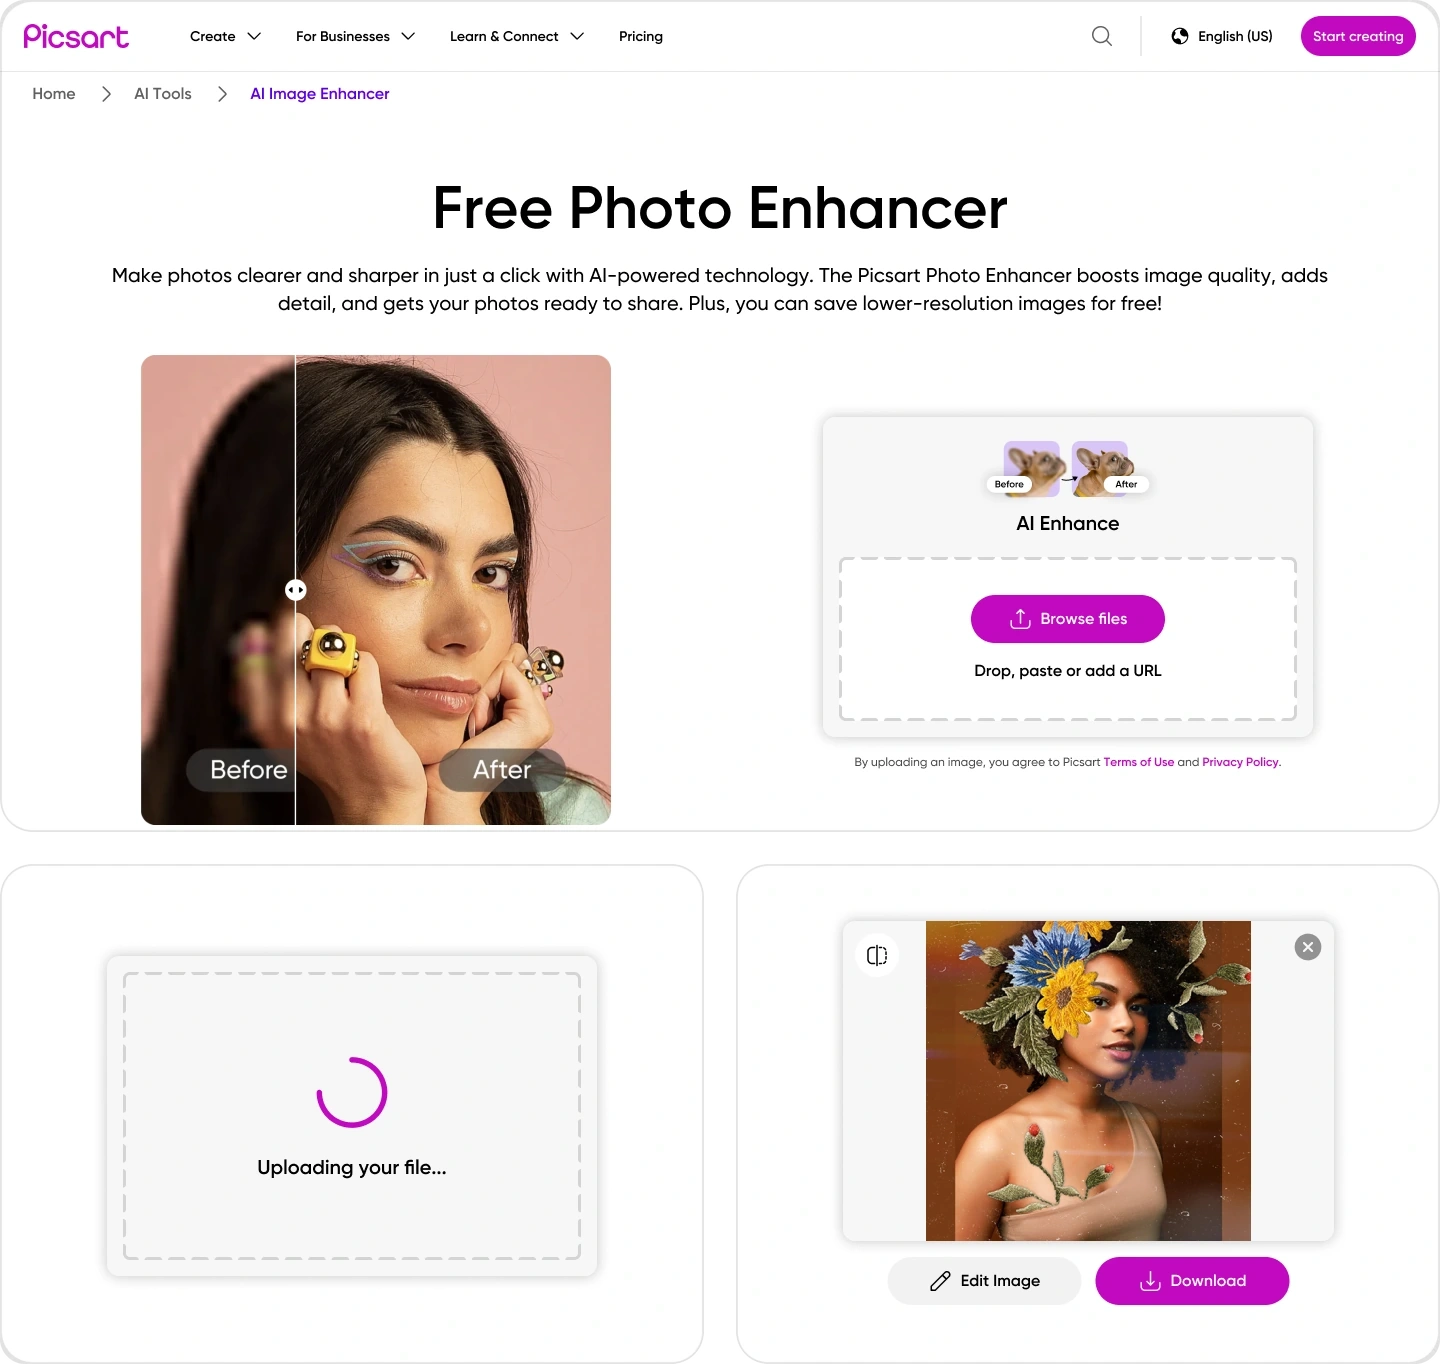 Picsart
Create
For Businesses
Learn & Connect
Pricing
English (US)
Start creating
Home
AI Tools
AI Image Enhancer
Free Photo Enhancer
Make photos clearer and sharper in just a click with AI-powered technology. The Picsart Photo Enhancer boosts image quality, adds
detail, and gets your photos ready to share. Plus, you can save lower-resolution images for free!
Before
After
Before
After
AI Enhance
Browse files
Drop, paste or add a URL
By uploading an image, you agree to Picsart Terms of Use and Privacy Policy.
Uploading your file...
Edit Image
Download